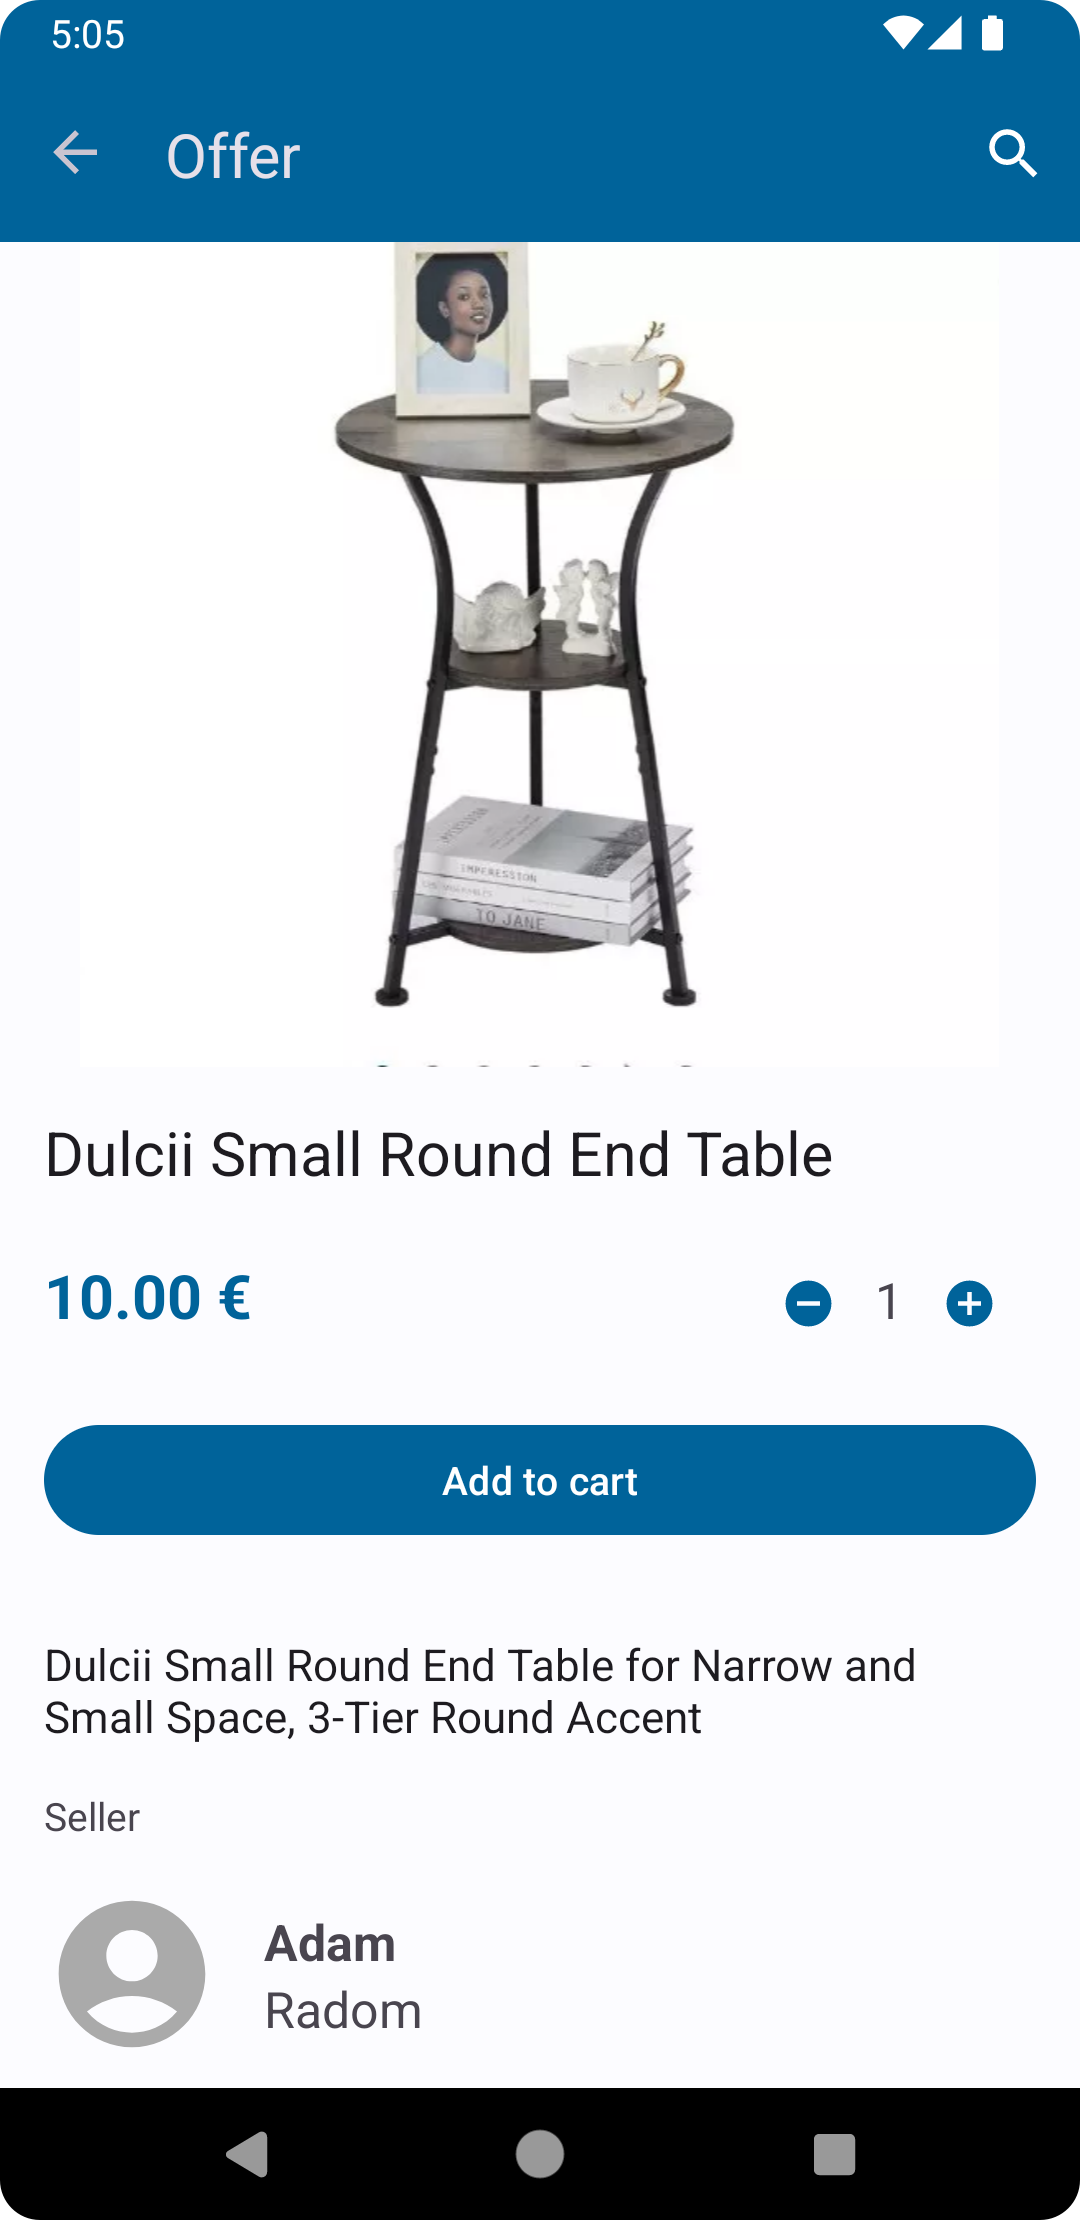 5:05
Offer
IMPRESSION
TO JANE
Dulcii Small Round End Table
10.00 €
1
Add to cart
Dulcii Small Round End Table for Narrow and
Small Space, 3-Tier Round Accent
Seller
Adam
Radom